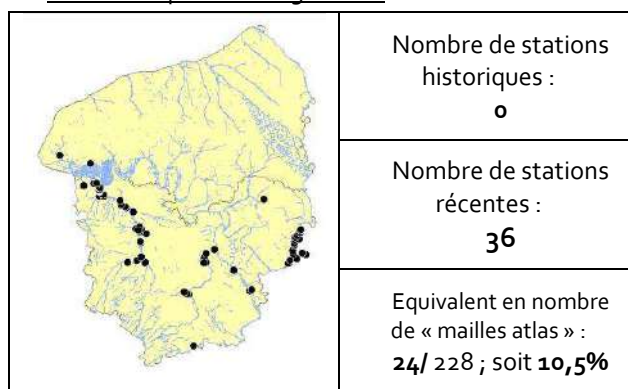 Nombre de stations
historiques :
0
Nombre de stations
récentes :
36
Equivalent en nombre
de « mailles atlas » :
24/ 228 ; soit 10,5%